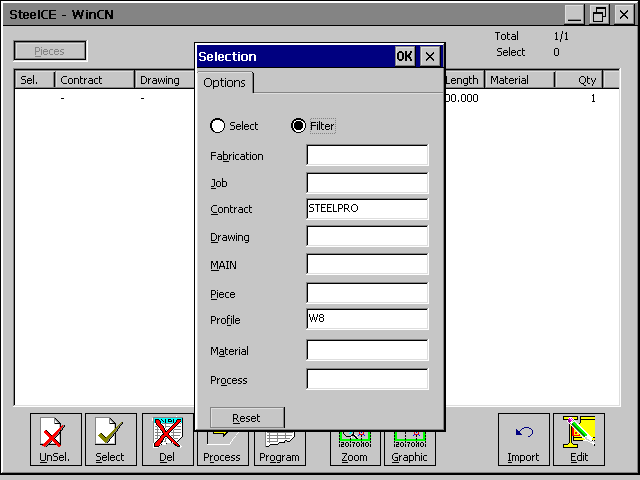 SteelCE - WinCN
Total 1/1
Select 0
Pieces
Selection OK
Sel. Contract Drawing Length Material Qty
Options
- - 00.000 1
Select Filter
Fabrication
Job
Contract STEELPRO
Drawing
MAIN
Piece
Profile W8
Material
Process
Reset
UnSel. Select Del Process Program Zoom Graphic Import Edit